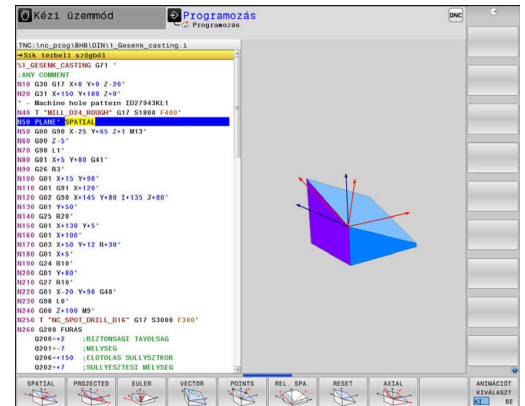 Kézi üzemmód
Programozás
Programozás
DNC
TNC:\nc_prog\BHB\DIN\1_Gesenk_casting.i
→Sík térbeli szögből
%1_GESENK_CASTING G71 *
;ANY COMMENT
N10 G30 G17 X+0 Y+0 Z-20*
N20 G31 X+150 Y+100 Z+0*
* - Machine hole pattern ID27943KL1
N40 T "MILL_D24_ROUGH" G17 S1800 F400*
N50 PLANE* SPATIAL
N50 G00 G90 X-25 Y+65 Z+1 M13*
N60 G00 Z-5*
N70 G98 L1*
N80 G01 X+5 Y+80 G41*
N90 G26 R3*
N100 G01 X+15 Y+90*
N110 G01 G91 X+120*
N120 G02 G90 X+145 Y+80 I+135 J+80*
N130 G01 Y+50*
N140 G25 R20*
N150 G01 X+130 Y+5*
N160 G01 X+100*
N170 G03 X+50 Y+12 R+30*
N180 G01 X+5*
N190 G24 R10*
N200 G01 Y+80*
N210 G27 R10*
N220 G01 X-20 Y+90 G40*
N230 G98 L0*
N240 G00 Z+100 M9*
N250 T "NC_SPOT_DRILL_D16" G17 S3000 F300*
N260 G200 FURAS
Q200=+2 ;BIZTONSAGI TAVOLSAG
Q201=-7 ;MELYSEG
Q206=+150 ;ELOTOLAS SULLYSZTKOR
Q202=+7 ;SULLYESZTESI MELYSEG
SPATIAL
PROJECTED
EULER
VECTOR
POINTS
REL. SPA.
RESET
AXIAL
ANIMÁCIÓT
KIVÁLASZT
KI BE